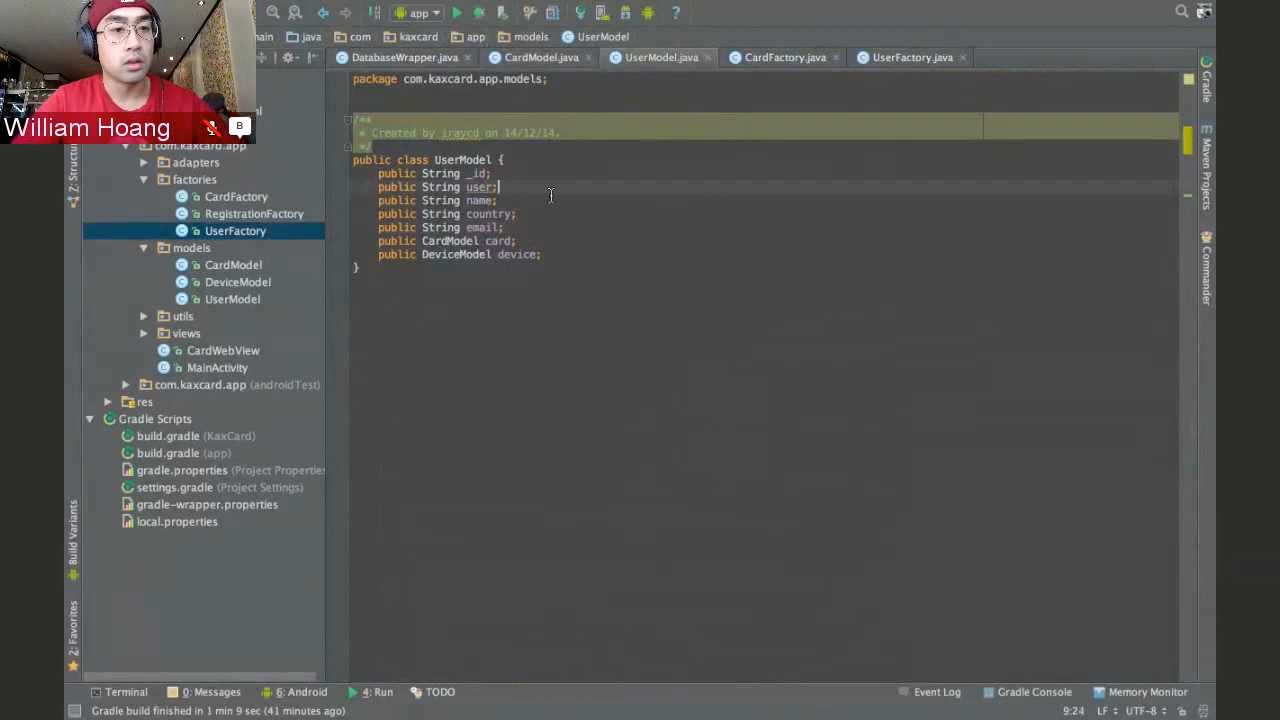 app
main java com kaxcard app models UserModel
DatabaseWrapper.java CardModel.java UserModel.java CardFactory.java UserFactory.java
William Hoang
B
Z: Structure
com.kaxcard.app
adapters
factories
CardFactory
RegistrationFactory
UserFactory
models
CardModel
DeviceModel
UserModel
utils
views
CardWebView
MainActivity
com.kaxcard.app (androidTest)
res
Gradle Scripts
build.gradle (KaxCard)
build.gradle (app)
gradle.properties (Project Properties
settings.gradle (Project Settings)
gradle-wrapper.properties
local.properties
Build Variants
2: Favorites
package com.kaxcard.app.models;
/**
* Created by iraycd on 14/12/14.
*/
public class UserModel {
public String _id;
public String user;
public String name;
public String country;
public String email;
public CardModel card;
public DeviceModel device;
}
Gradle
Maven Projects
Commander
Terminal 0: Messages 6: Android 4: Run TODO Event Log Gradle Console Memory Monitor
Gradle build finished in 1 min 9 sec (41 minutes ago) 9:24 LF UTF-8